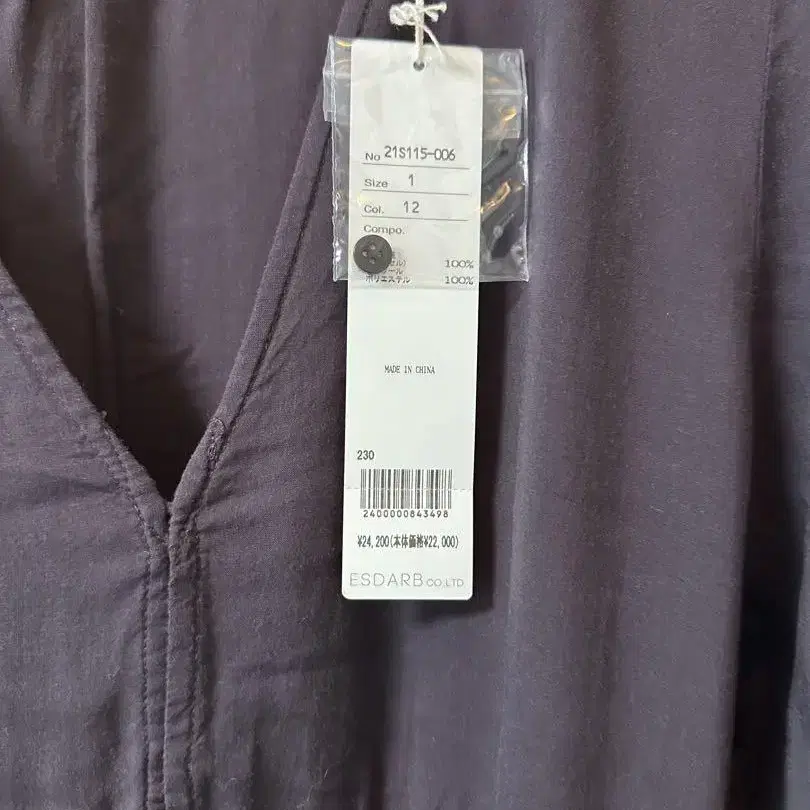 No 21S115-006
Size 1
Col. 12
Compo.
100%
ポリエステル 100%
MADE IN CHINA
230
2400000843498
¥24,200(本体価格¥22,000)
ESDARB CO.,LTD.